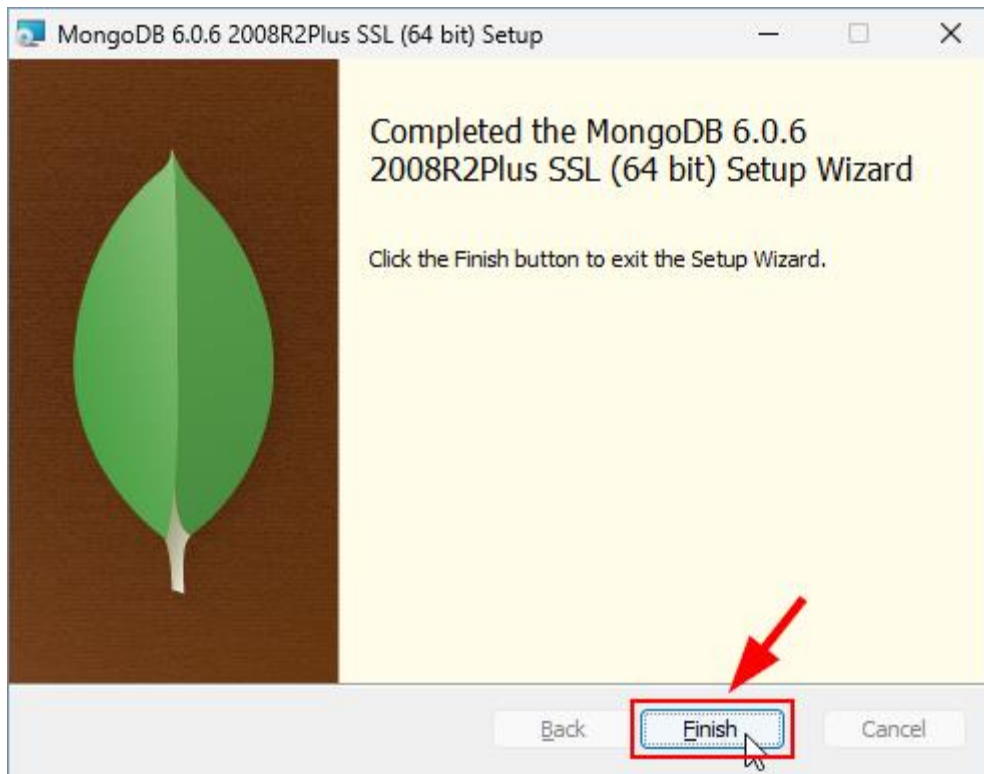 MongoDB 6.0.6 2008R2Plus SSL (64 bit) Setup
Completed the MongoDB 6.0.6
2008R2Plus SSL (64 bit) Setup Wizard
Click the Finish button to exit the Setup Wizard.
Back
Finish
Cancel